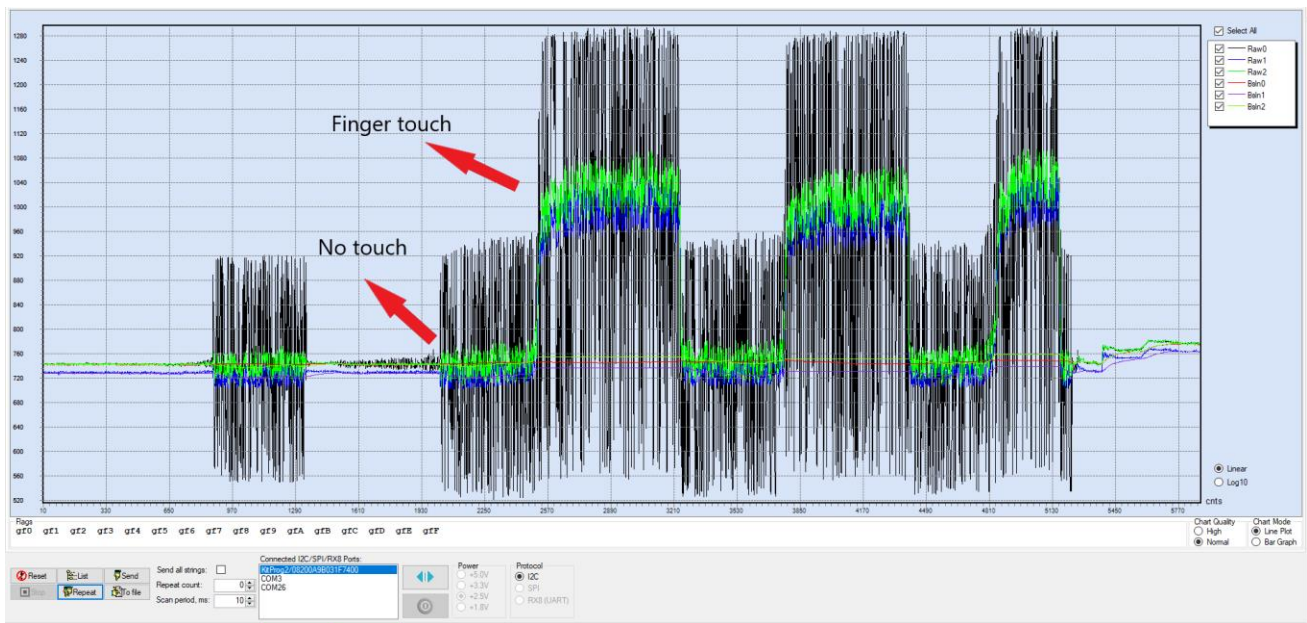 1280
1240
1200
1160
1120
1080
1040
1000
960
920
880
840
800
760
720
680
640
600
560
520
Finger touch
No touch
10 330 650 970 1290 1610 1930 2250 2570 2890 3210 3530 3850 4170 4490 4810 5130 5450 5770
cnts
Select All
Raw0
Raw1
Raw2
Bsln0
Bsln1
Bsln2
Linear
Log10
Flags
gf0 gf1 gf2 gf3 gf4 gf5 gf6 gf7 gf8 gf9 gfA gfB gfC gfD gfE gfF
Chart Quality
High
Normal
Chart Mode
Line Plot
Bar Graph
Reset
List
Send
Stop
Repeat
To file
Send all strings:
Repeat count: 0
Scan period, ms: 10
Connected I2C/SPI/RX8 Ports:
KitProg2/08200A9B031F7400
COM3
COM26
Power
+5.0V
+3.3V
+2.5V
+1.8V
Protocol
I2C
SPI
RX8 (UART)